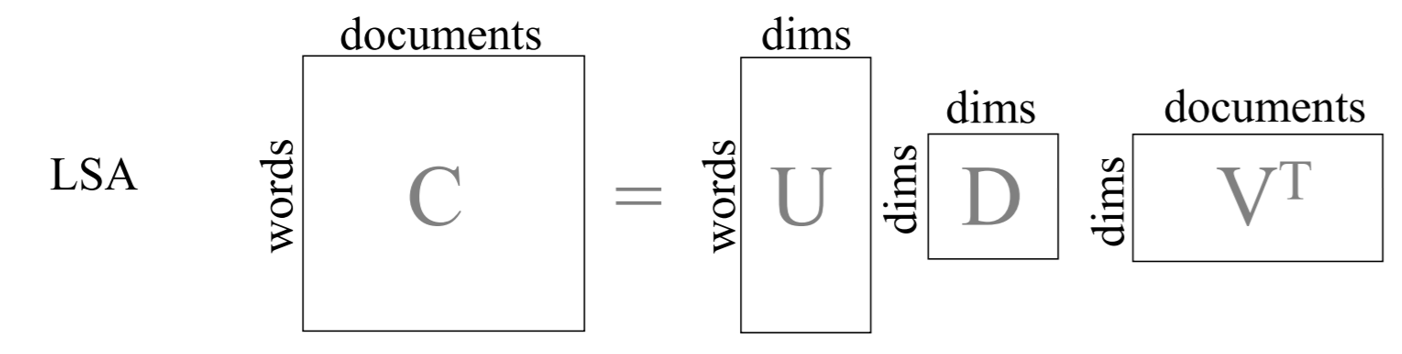 LSA
documents
words
C
=
dims
words
U
dims
dims
D
documents
dims
Vᵀ